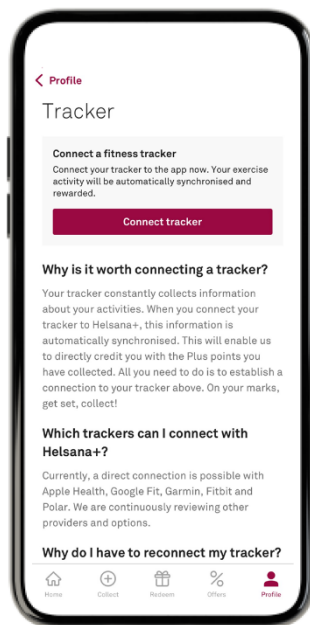 Profile
Tracker
Connect a fitness tracker
Connect your tracker to the app now. Your exercise
activity will be automatically synchronised and
rewarded.
Connect tracker
Why is it worth connecting a tracker?
Your tracker constantly collects information
about your activities. When you connect your
tracker to Helsana+, this information is
automatically synchronised. This will enable us
to directly credit you with the Plus points you
have collected. All you need to do is to establish a
connection to your tracker above. On your marks,
get set, collect!
Which trackers can I connect with
Helsana+?
Currently, a direct connection is possible with
Apple Health, Google Fit, Garmin, Fitbit and
Polar. We are continuously reviewing other
providers and options.
Why do I have to reconnect my tracker?
Home Collect Redeem Offers Profile